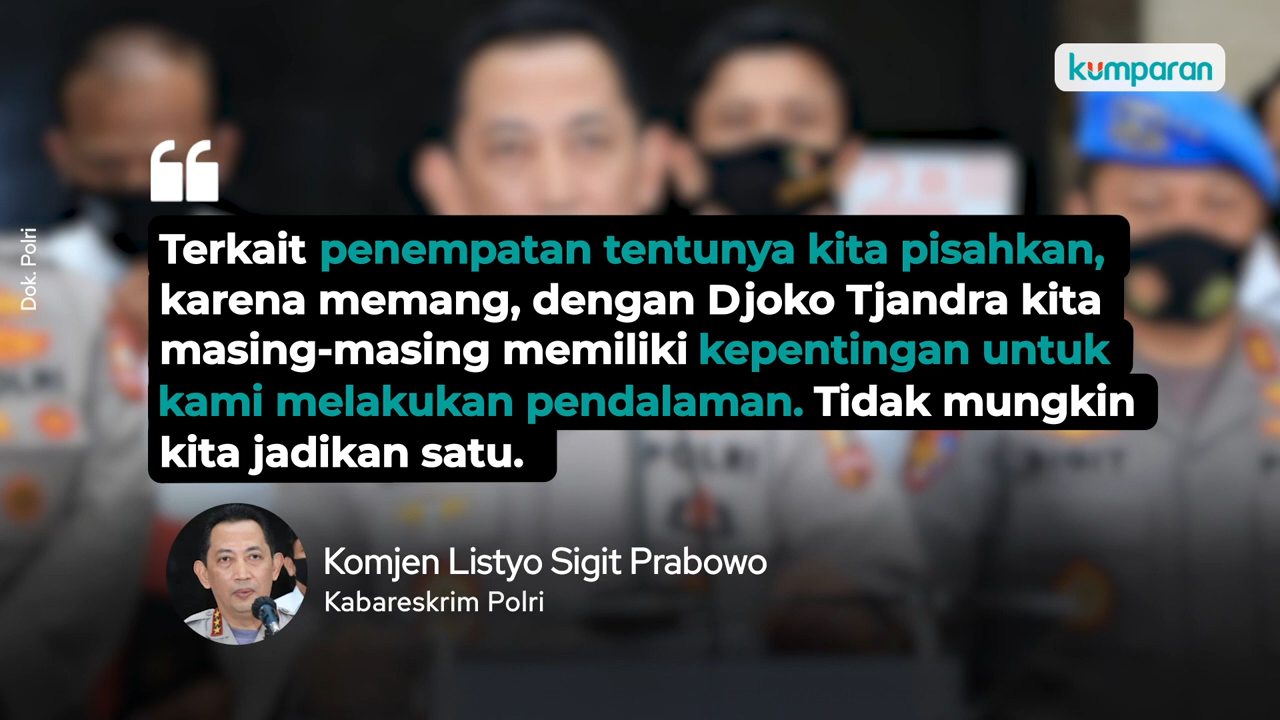 kumparan
Dok. Polri
Terkait penempatan tentunya kita pisahkan,
karena memang, dengan Djoko Tjandra kita
masing-masing memiliki kepentingan untuk
kami melakukan pendalaman. Tidak mungkin
kita jadikan satu.
Komjen Listyo Sigit Prabowo
Kabareskrim Polri